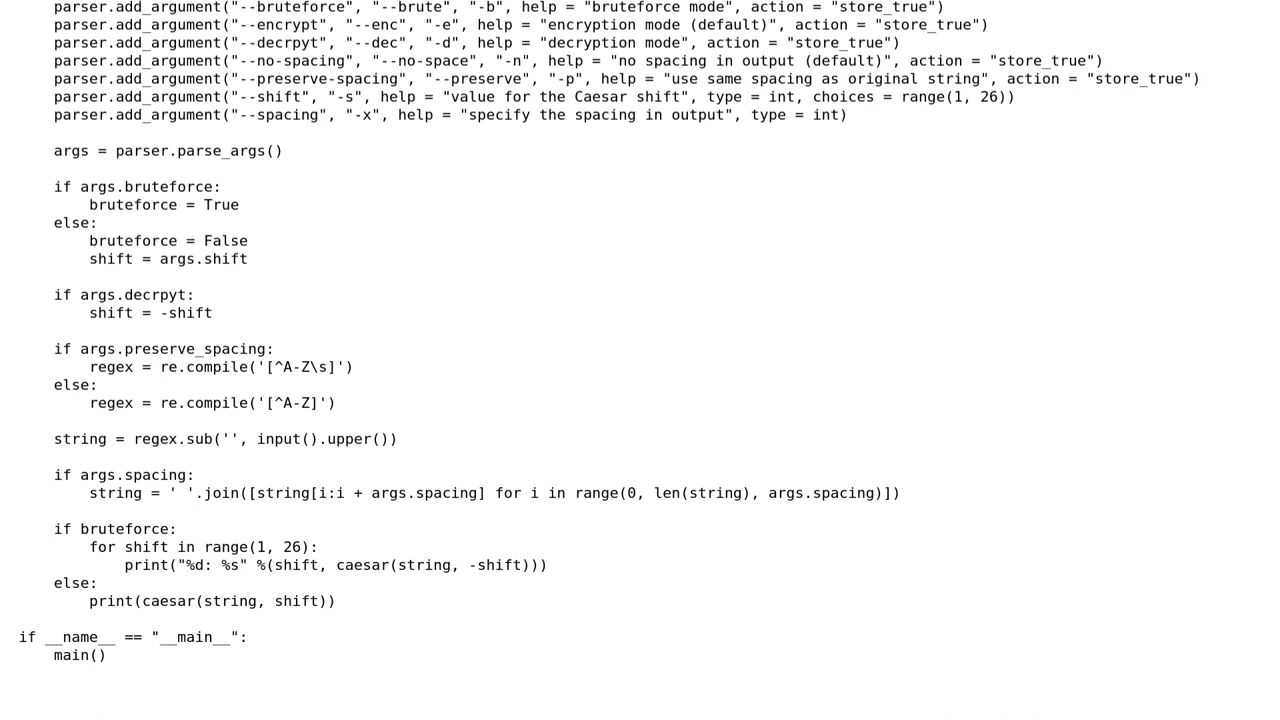 parser.add_argument("--bruteforce", "--brute", "-b", help = "bruteforce mode", action = "store_true")
parser.add_argument("--encrypt", "--enc", "-e", help = "encryption mode (default)", action = "store_true")
parser.add_argument("--decrpyt", "--dec", "-d", help = "decryption mode", action = "store_true")
parser.add_argument("--no-spacing", "--no-space", "-n", help = "no spacing in output (default)", action = "store_true")
parser.add_argument("--preserve-spacing", "--preserve", "-p", help = "use same spacing as original string", action = "store_true")
parser.add_argument("--shift", "-s", help = "value for the Caesar shift", type = int, choices = range(1, 26))
parser.add_argument("--spacing", "-x", help = "specify the spacing in output", type = int)
args = parser.parse_args()
if args.bruteforce:
bruteforce = True
else:
bruteforce = False
shift = args.shift
if args.decrpyt:
shift = -shift
if args.preserve_spacing:
regex = re.compile('[^A-Z\s]')
else:
regex = re.compile('[^A-Z]')
string = regex.sub('', input().upper())
if args.spacing:
string = ' '.join([string[i:i + args.spacing] for i in range(0, len(string), args.spacing)])
if bruteforce:
for shift in range(1, 26):
print("%d: %s" %(shift, caesar(string, -shift)))
else:
print(caesar(string, shift))
if __name__ == "__main__":
main()